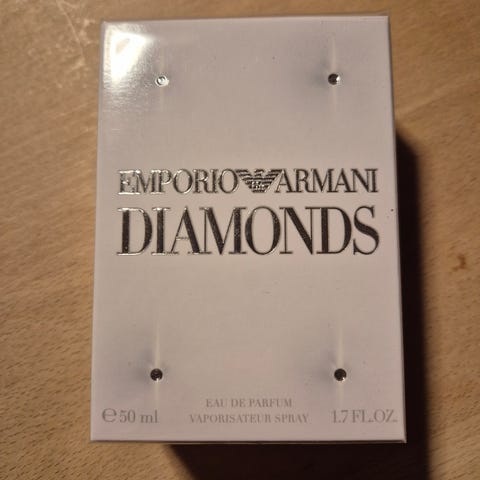 EMPORIO ARMANI
DIAMONDS
EAU DE PARFUM
℮50 ml VAPORISATEUR SPRAY 1.7 FL.OZ.